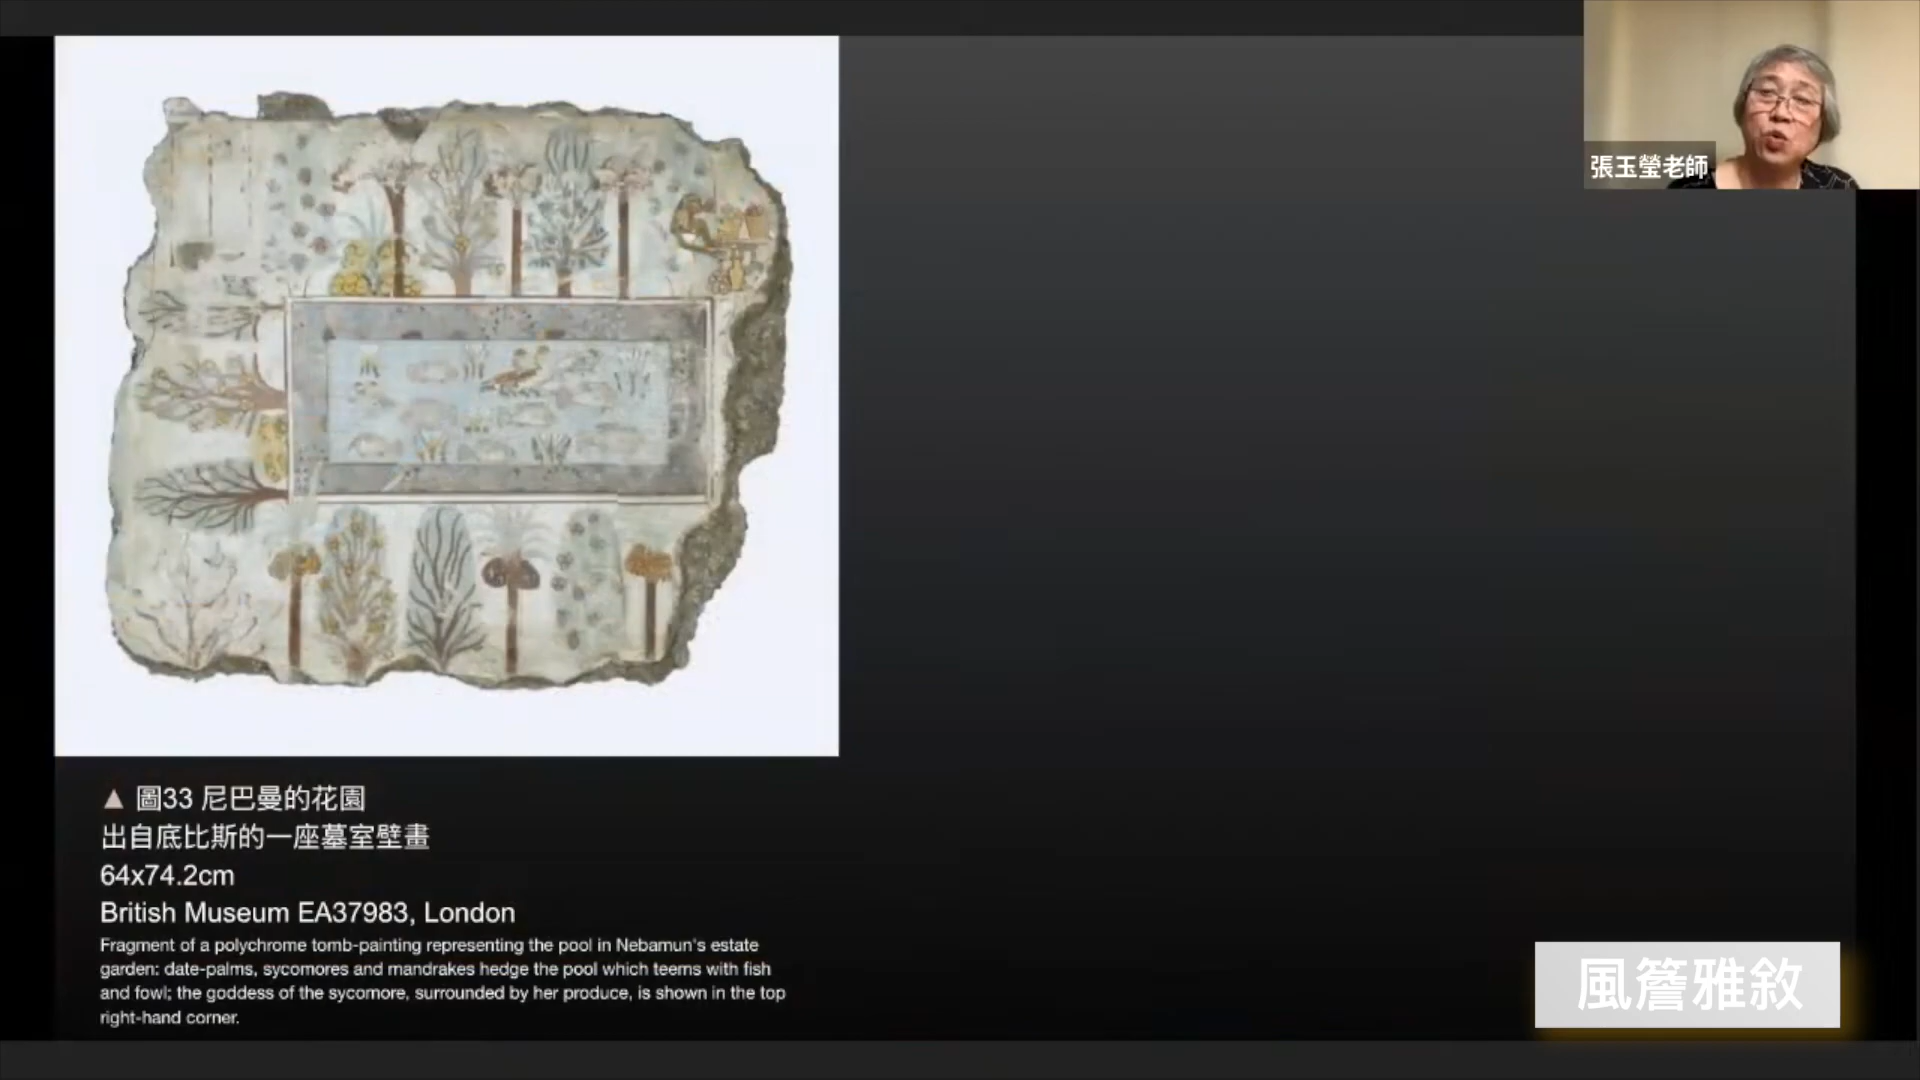 張玉瑩老師
▲ 圖33 尼巴曼的花園
出自底比斯的一座墓室壁畫
64x74.2cm
British Museum EA37983, London
Fragment of a polychrome tomb-painting representing the pool in Nebamun's estate
garden: date-palms, sycomores and mandrakes hedge the pool which teems with fish
and fowl; the goddess of the sycomore, surrounded by her produce, is shown in the top
right-hand corner.
風簷雅敘